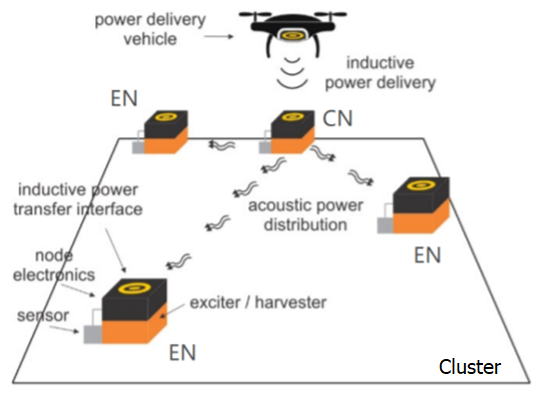 power delivery
vehicle
inductive
power delivery
EN
CN
inductive power
transfer interface
acoustic power
distribution
EN
node
electronics
sensor
exciter / harvester
EN
Cluster